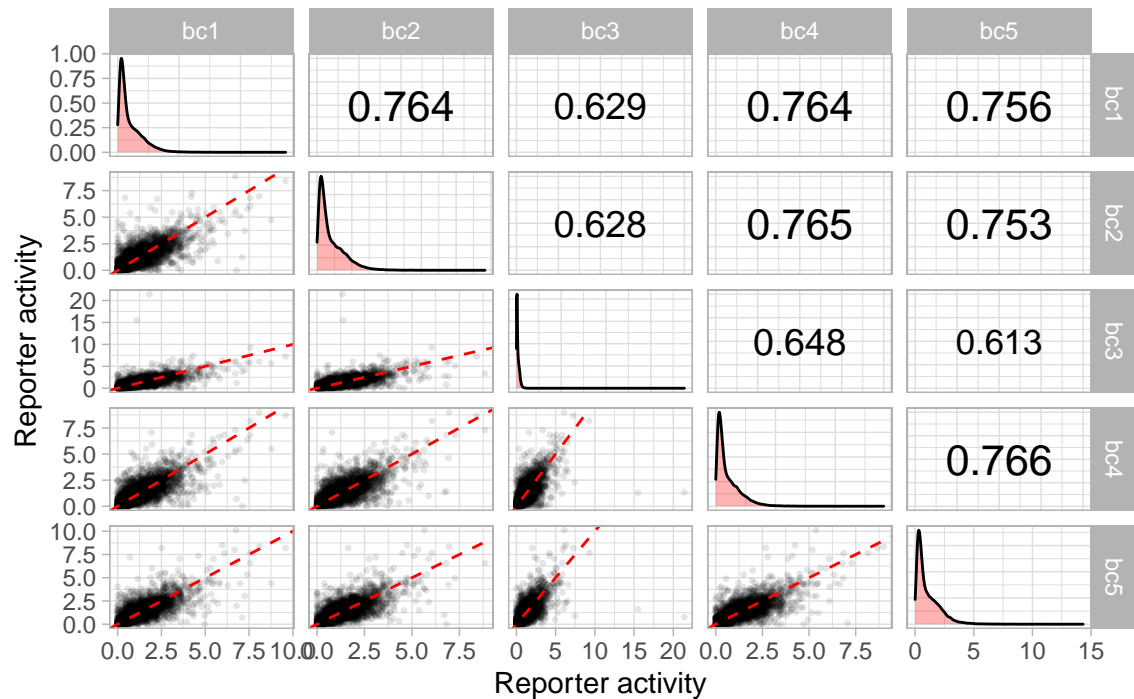 bc1 bc2 bc3 bc4 bc5
1.00
0.75
0.50
0.25
0.00
0.764 0.629 0.764 0.756
bc1
7.5
5.0
2.5
0.0
0.628 0.765 0.753
bc2
20
15
10
5
0
0.648 0.613
bc3
7.5
5.0
2.5
0.0
0.766
bc4
10.0
7.5
5.0
2.5
0.0
bc5
0.0 2.5 5.0 7.5 10.0
0.0 2.5 5.0 7.5
0 5 10 15 20
0.0 2.5 5.0 7.5
0 5 10 15
Reporter activity
Reporter activity